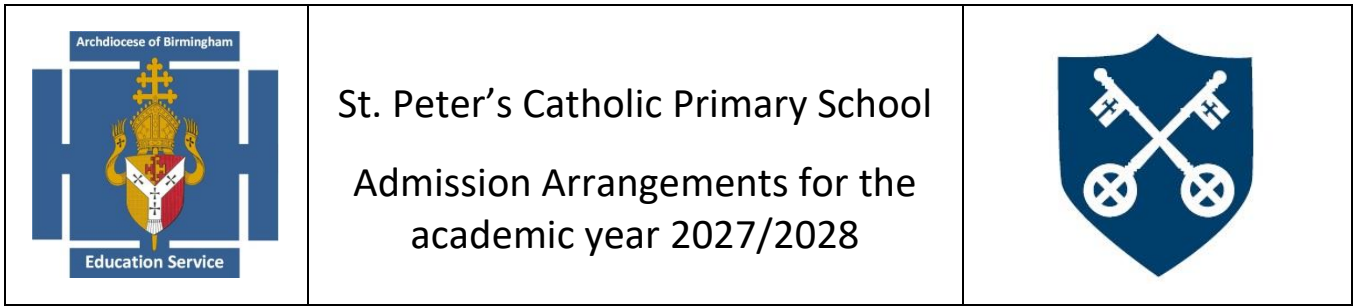 Archdiocese of Birmingham
Education Service
St. Peter’s Catholic Primary School
Admission Arrangements for the
academic year 2027/2028